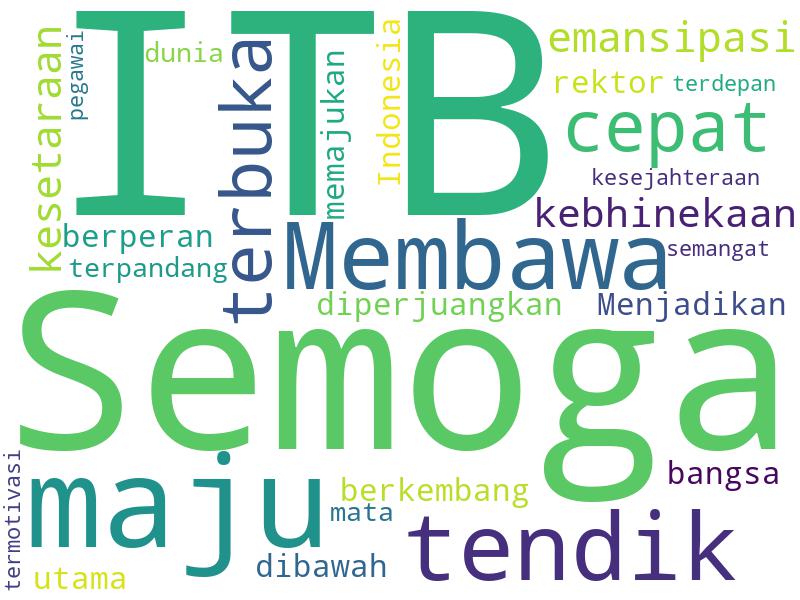 ITB
Semoga
Membawa
maju
tendik
cepat
terbuka
emansipasi
kesetaraan
pegawai
dunia
memajukan
Indonesia
rektor
terdepan
kesejahteraan
kebhinekaan
semangat
berperan
terpandang
diperjuangkan
Menjadikan
termotivasi
berkembang
bangsa
mata
dibawah
utama